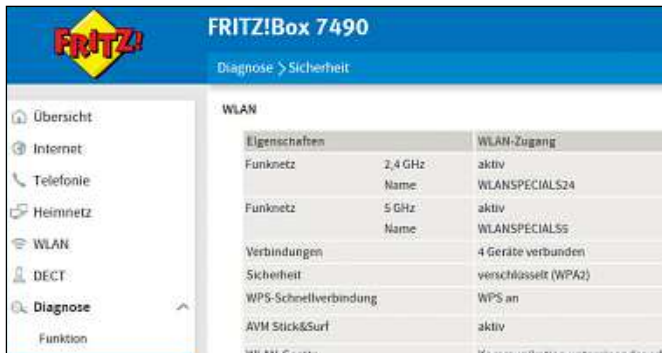 FRITZ!
FRITZ!Box 7490
Diagnose > Sicherheit
Übersicht
Internet
Telefonie
Heimnetz
WLAN
DECT
Diagnose
Funktion
WLAN
Eigenschaften WLAN-Zugang
Funknetz 2,4 GHz aktiv
Name WLANSPECIALS24
Funknetz 5 GHz aktiv
Name WLANSPECIALS5
Verbindungen 4 Geräte verbunden
Sicherheit verschlüsselt (WPA2)
WPS-Schnellverbindung WPS an
AVM Stick&Surf aktiv